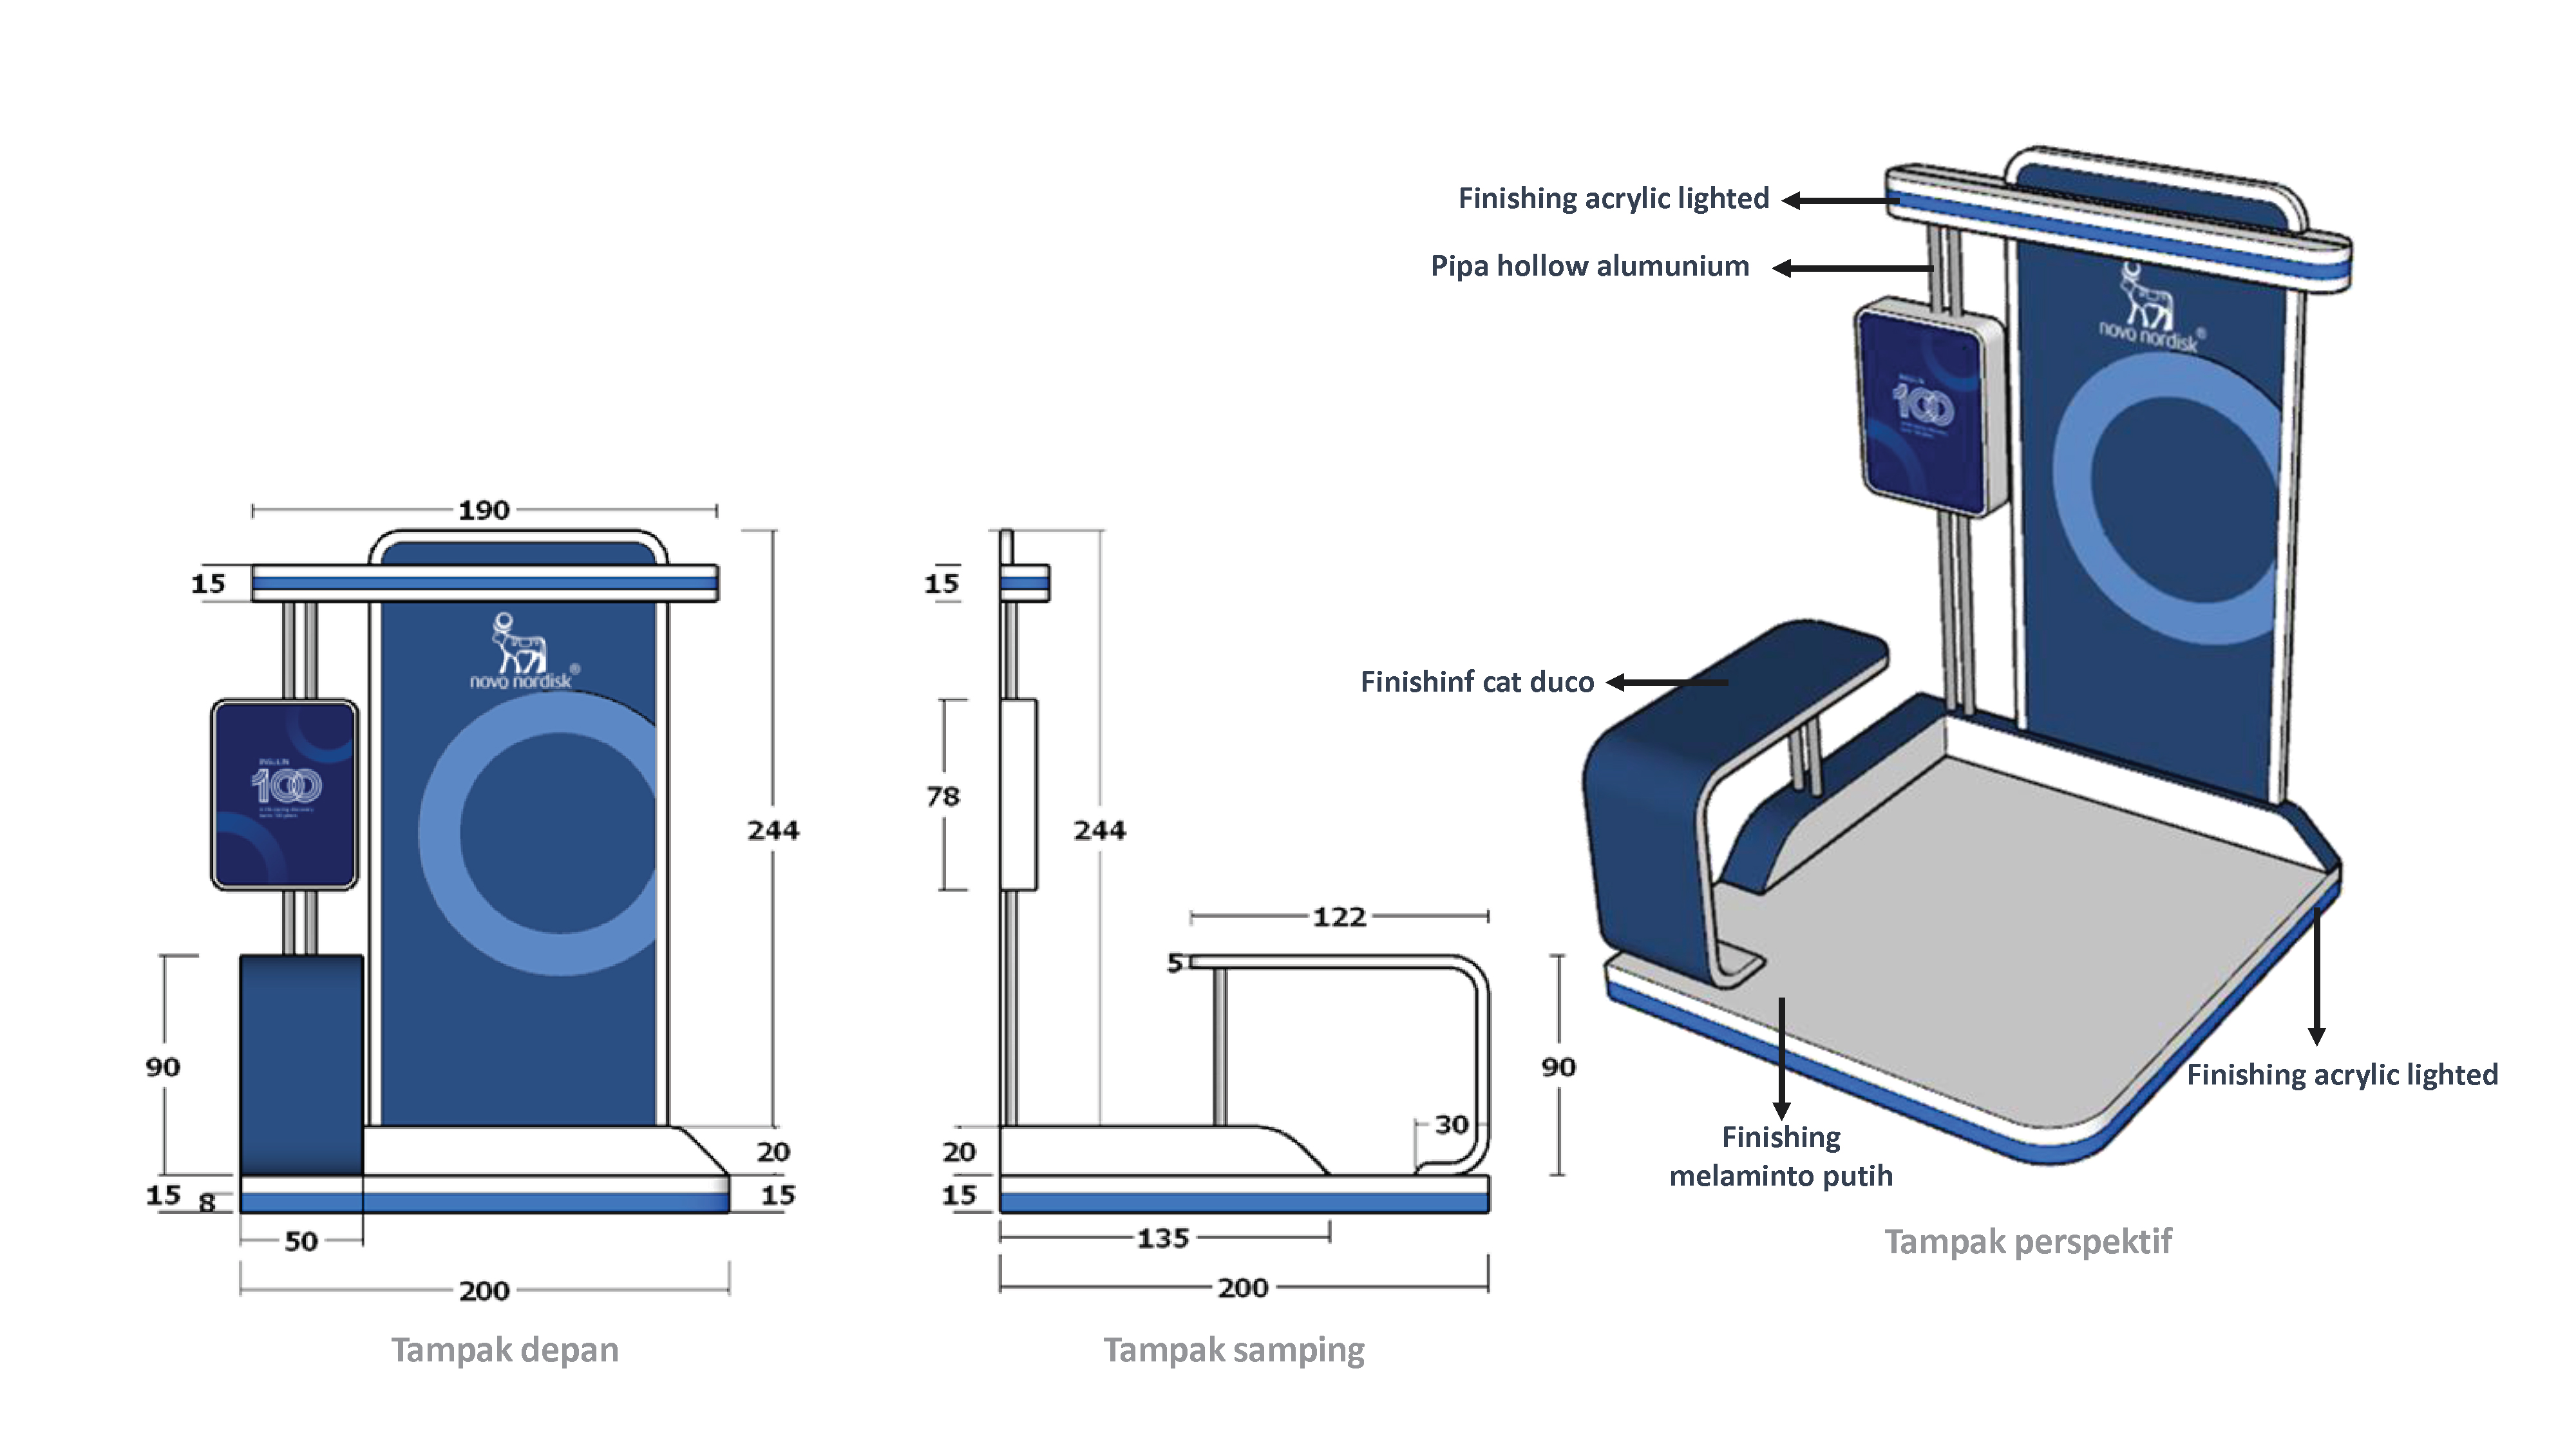 190
15
244
novo nordisk®
INSULIN
100
90
20
15
8
15
50
200
Tampak depan
15
78
244
122
5
90
30
20
15
135
200
Tampak samping
Finishing acrylic lighted
Pipa hollow alumunium
novo nordisk®
100
Finishinf cat duco
Finishing acrylic lighted
Finishing
melaminto putih
Tampak perspektif